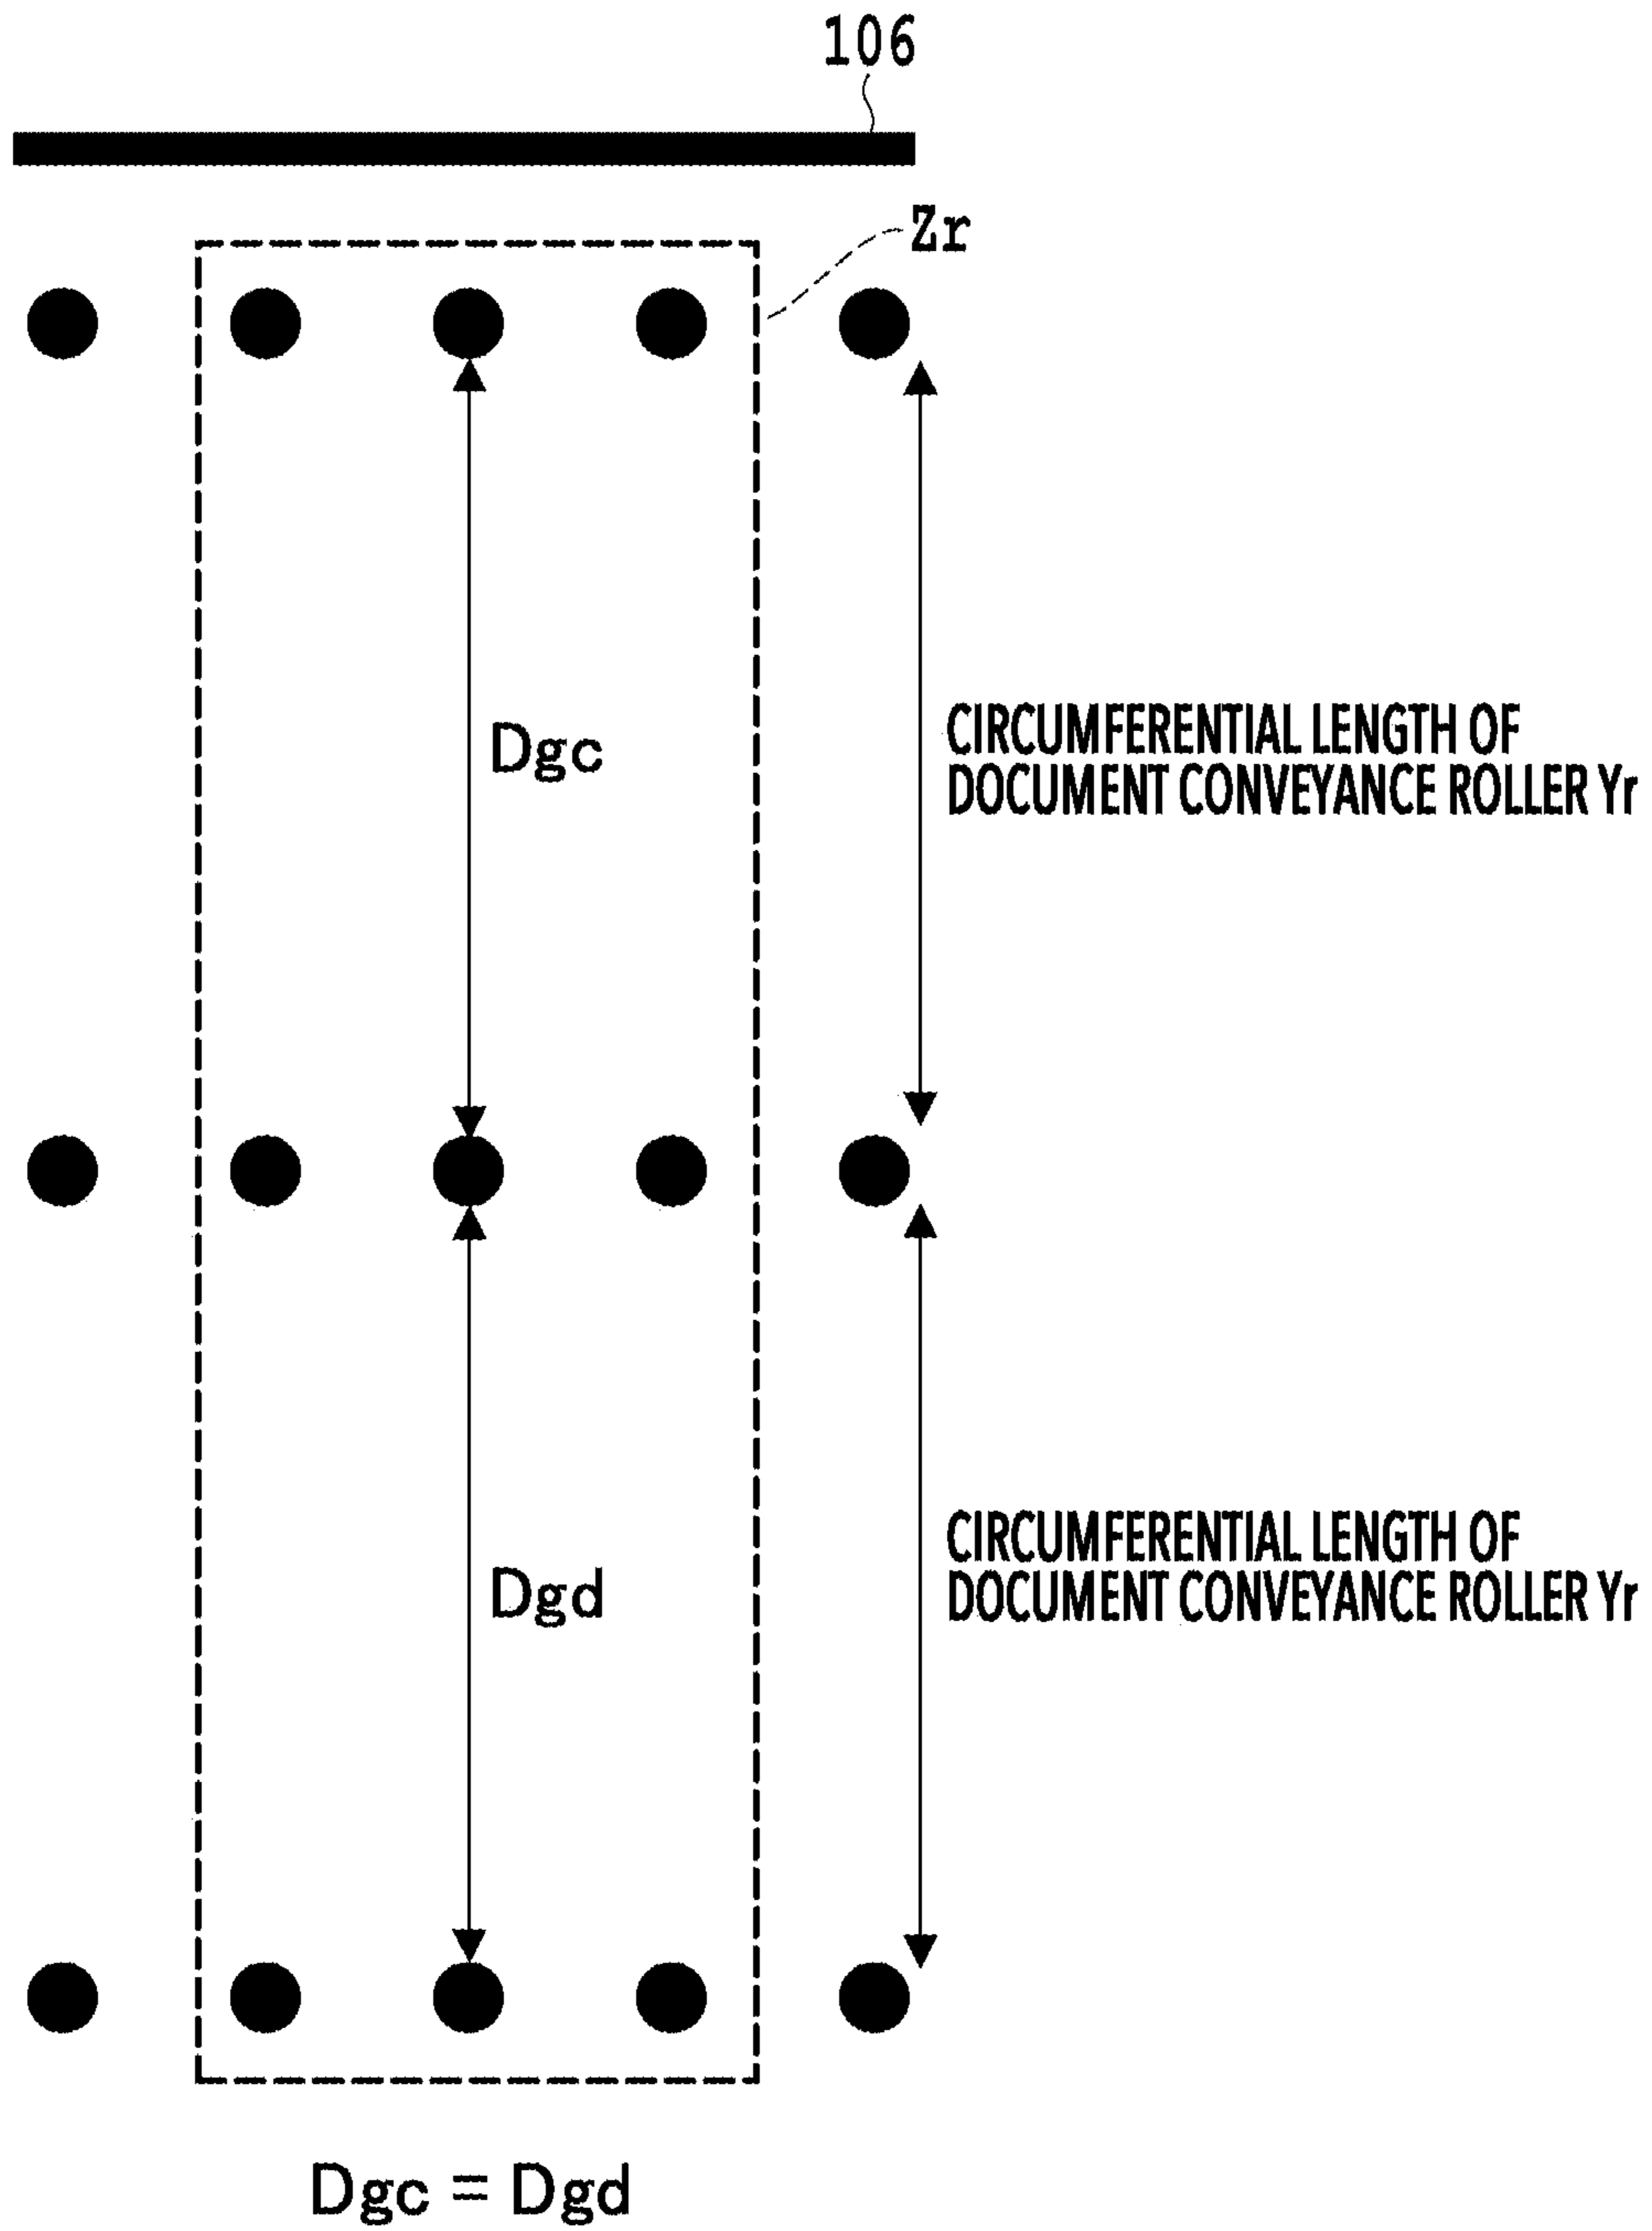 106
Zr
Dgc
CIRCUMFERENTIAL LENGTH OF
DOCUMENT CONVEYANCE ROLLER Yr
Dgd
CIRCUMFERENTIAL LENGTH OF
DOCUMENT CONVEYANCE ROLLER Yr
Dgc = Dgd